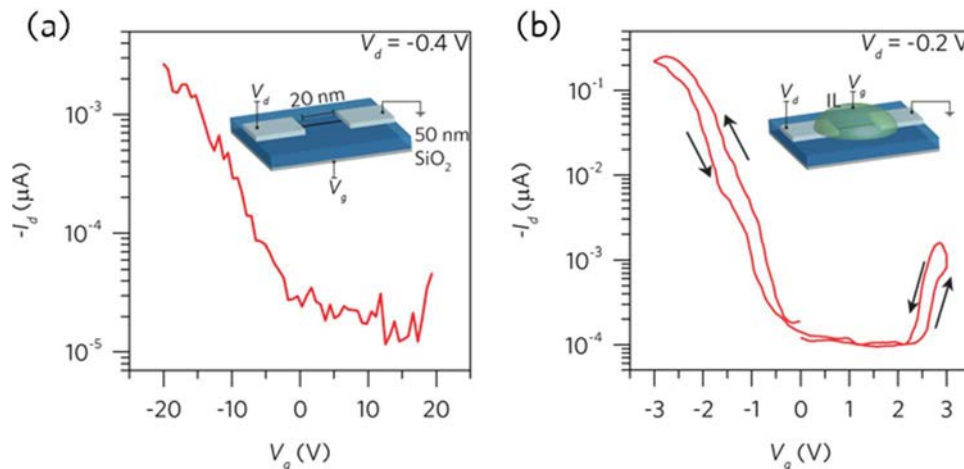 (a)
V_d = -0.4 V
10⁻³
10⁻⁴
10⁻⁵
-I_d (μA)
V_d
20 nm
50 nm
SiO₂
V_g
-20 -10 0 10 20
V_g (V)
(b)
V_d = -0.2 V
10⁻¹
10⁻²
10⁻³
10⁻⁴
-I_d (μA)
V_d
IL
V_g
-3 -2 -1 0 1 2 3
V_g (V)